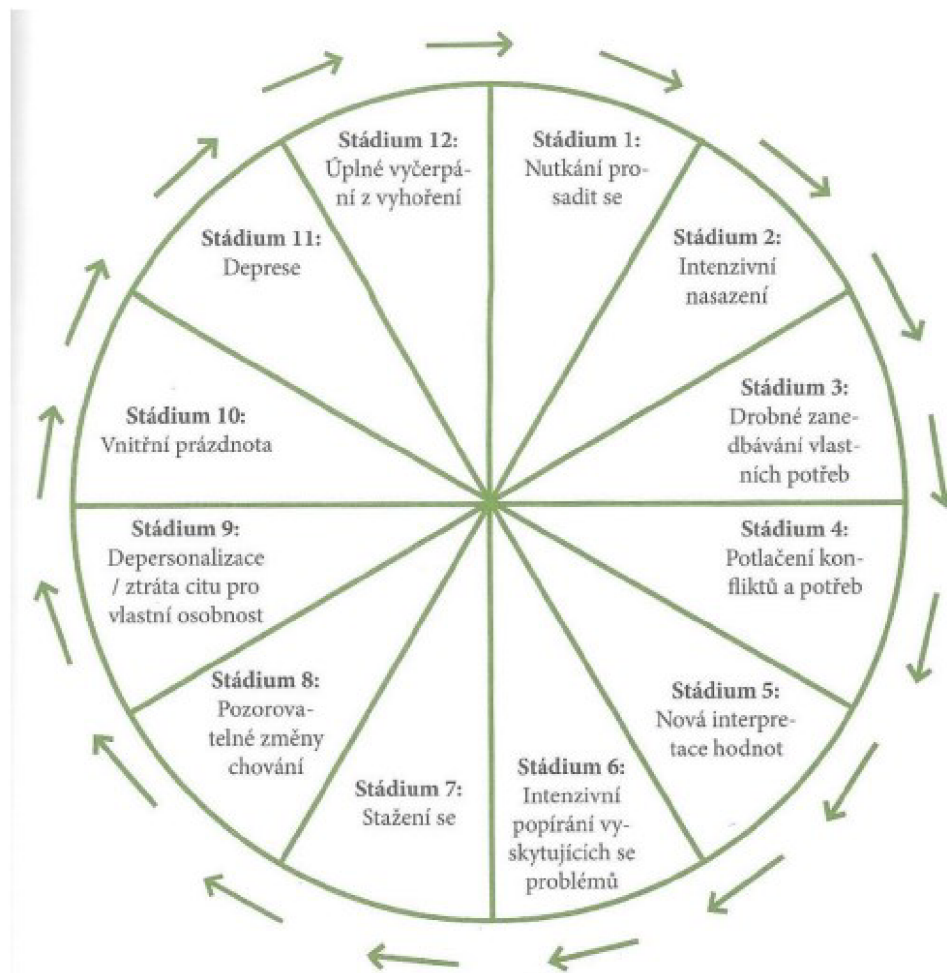 Stádium 1:
Nutkání pro-
sadit se
Stádium 2:
Intenzivní
nasazení
Stádium 3:
Drobné zane-
dbávání vlast-
ních potřeb
Stádium 4:
Potlačení kon-
fliktů a potřeb
Stádium 5:
Nová interpre-
tace hodnot
Stádium 6:
Intenzivní
popírání vy-
skytujících se
problémů
Stádium 7:
Stažení se
Stádium 8:
Pozorova-
telné změny
chování
Stádium 9:
Depersonalizace
/ ztráta citu pro
vlastní osobnost
Stádium 10:
Vnitřní prázdnota
Stádium 11:
Deprese
Stádium 12:
Úplné vyčerpá-
ní z vyhoření